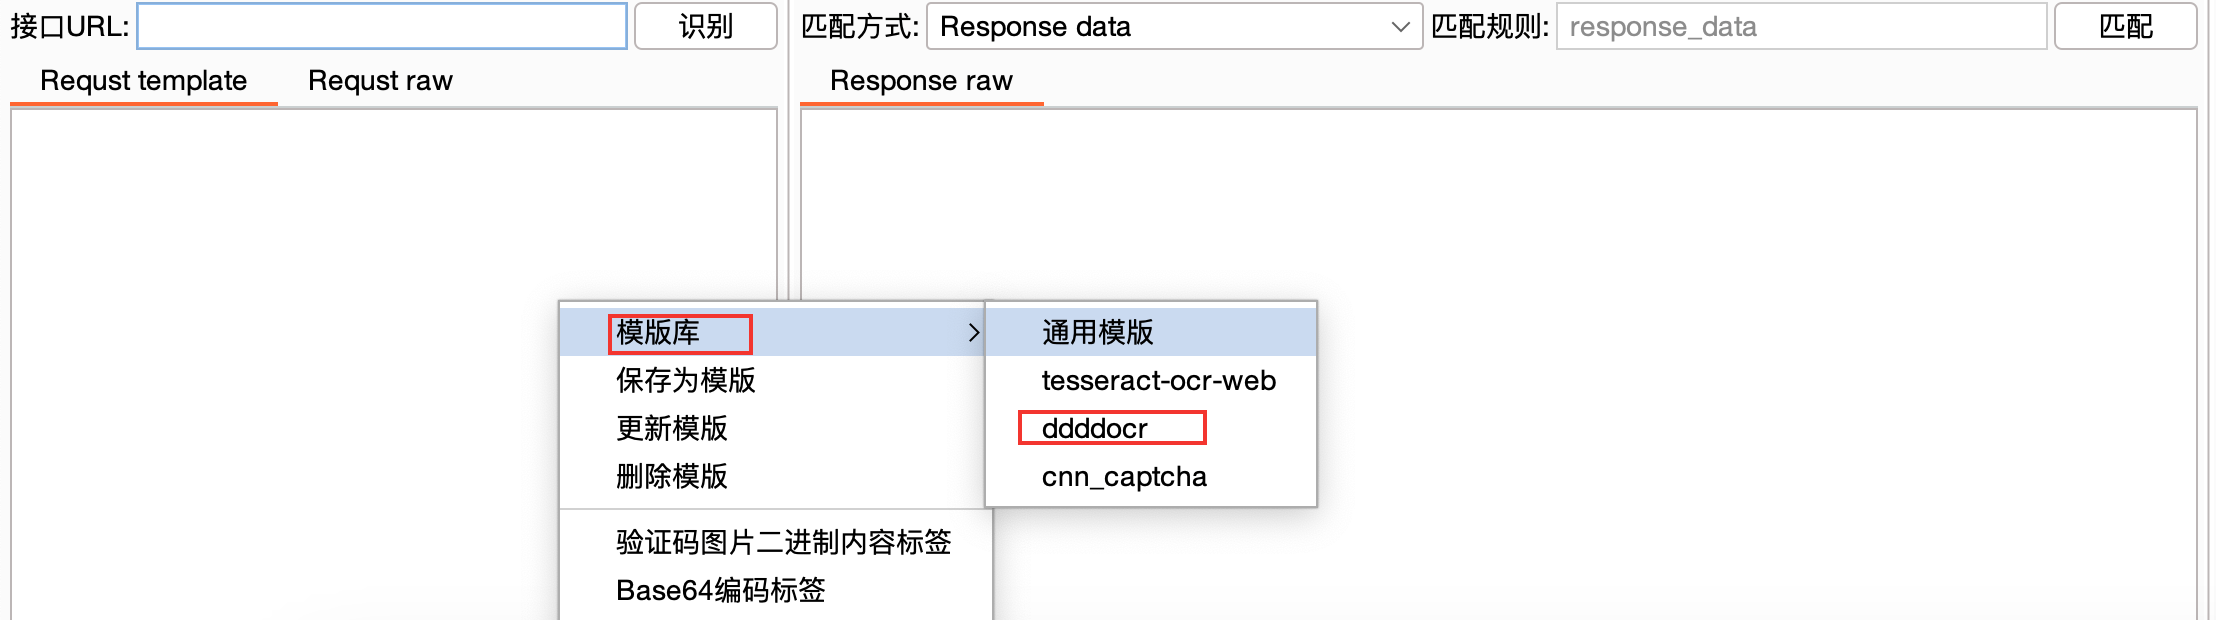 接口URL: 识别 匹配方式: Response data 匹配规则: response_data 匹配
Requst template Requst raw Response raw
模版库 通用模版
保存为模版 tesseract-ocr-web
更新模版 ddddocr
删除模版 cnn_captcha
验证码图片二进制内容标签
Base64编码标签